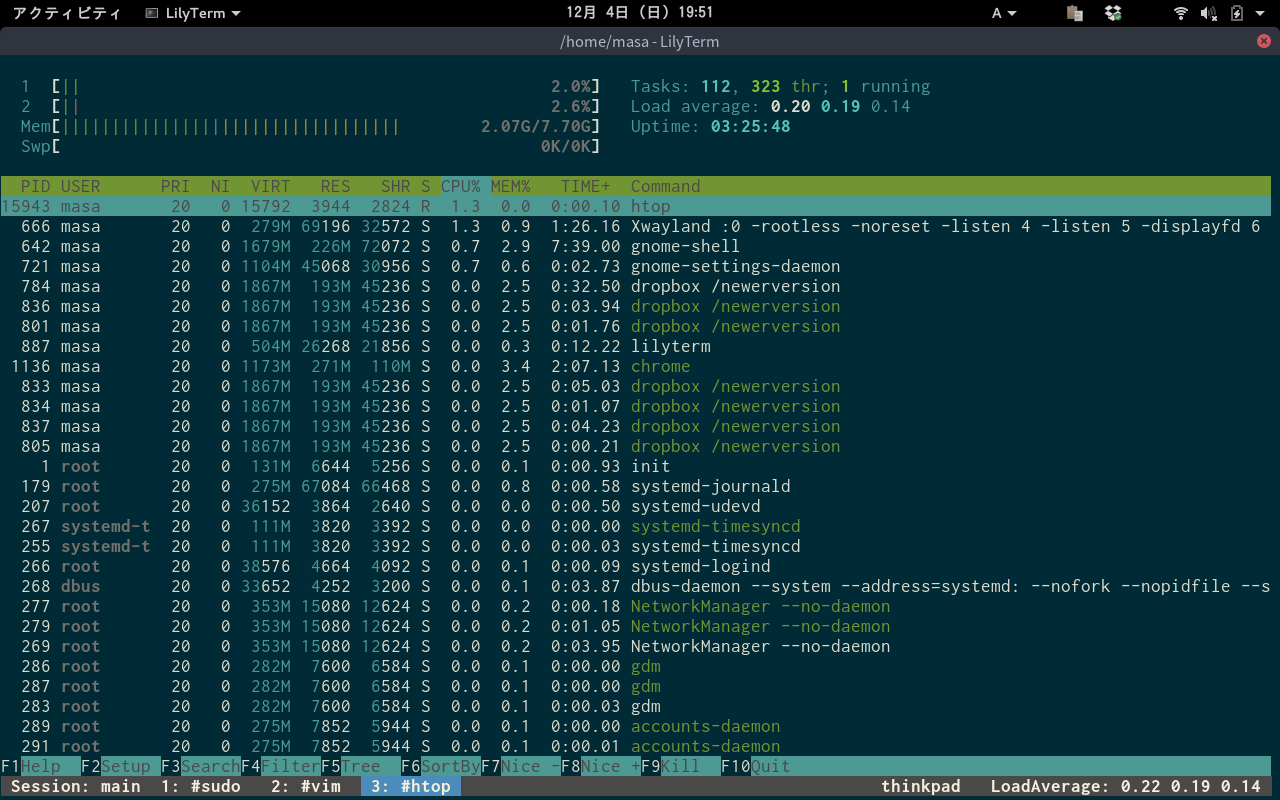 アクティビティ LilyTerm 12月 4日 (日) 19:51 A
/home/masa - LilyTerm
1 [|| 2.0%] Tasks: 112, 323 thr; 1 running
2 [|| 2.6%] Load average: 0.20 0.19 0.14
Mem[|||||||||||||||||||||||||||||||||| 2.07G/7.70G] Uptime: 03:25:48
Swp[ 0K/0K]
PID USER PRI NI VIRT RES SHR S CPU% MEM% TIME+ Command
15943 masa 20 0 15792 3944 2824 R 1.3 0.0 0:00.10 htop
666 masa 20 0 279M 69196 32572 S 1.3 0.9 1:26.16 Xwayland :0 -rootless -noreset -listen 4 -listen 5 -displayfd 6
642 masa 20 0 1679M 226M 72072 S 0.7 2.9 7:39.00 gnome-shell
721 masa 20 0 1104M 45068 30956 S 0.7 0.6 0:02.73 gnome-settings-daemon
784 masa 20 0 1867M 193M 45236 S 0.0 2.5 0:32.50 dropbox /newerversion
836 masa 20 0 1867M 193M 45236 S 0.0 2.5 0:03.94 dropbox /newerversion
801 masa 20 0 1867M 193M 45236 S 0.0 2.5 0:01.76 dropbox /newerversion
887 masa 20 0 504M 26268 21856 S 0.0 0.3 0:12.22 lilyterm
1136 masa 20 0 1173M 271M 110M S 0.0 3.4 2:07.13 chrome
833 masa 20 0 1867M 193M 45236 S 0.0 2.5 0:05.03 dropbox /newerversion
834 masa 20 0 1867M 193M 45236 S 0.0 2.5 0:01.07 dropbox /newerversion
837 masa 20 0 1867M 193M 45236 S 0.0 2.5 0:04.23 dropbox /newerversion
805 masa 20 0 1867M 193M 45236 S 0.0 2.5 0:00.21 dropbox /newerversion
1 root 20 0 131M 6644 5256 S 0.0 0.1 0:00.93 init
179 root 20 0 275M 67084 66468 S 0.0 0.8 0:00.58 systemd-journald
207 root 20 0 36152 3864 2640 S 0.0 0.0 0:00.50 systemd-udevd
267 systemd-t 20 0 111M 3820 3392 S 0.0 0.0 0:00.00 systemd-timesyncd
255 systemd-t 20 0 111M 3820 3392 S 0.0 0.0 0:00.03 systemd-timesyncd
266 root 20 0 38576 4664 4092 S 0.0 0.1 0:00.09 systemd-logind
268 dbus 20 0 33652 4252 3200 S 0.0 0.1 0:03.87 dbus-daemon --system --address=systemd: --nofork --nopidfile --s
277 root 20 0 353M 15080 12624 S 0.0 0.2 0:00.18 NetworkManager --no-daemon
279 root 20 0 353M 15080 12624 S 0.0 0.2 0:01.05 NetworkManager --no-daemon
269 root 20 0 353M 15080 12624 S 0.0 0.2 0:03.95 NetworkManager --no-daemon
286 root 20 0 282M 7600 6584 S 0.0 0.1 0:00.00 gdm
287 root 20 0 282M 7600 6584 S 0.0 0.1 0:00.00 gdm
283 root 20 0 282M 7600 6584 S 0.0 0.1 0:00.03 gdm
289 root 20 0 275M 7852 5944 S 0.0 0.1 0:00.00 accounts-daemon
291 root 20 0 275M 7852 5944 S 0.0 0.1 0:00.01 accounts-daemon
F1Help F2Setup F3SearchF4FilterF5Tree F6SortByF7Nice -F8Nice +F9Kill F10Quit
Session: main 1: #sudo 2: #vim 3: #htop thinkpad LoadAverage: 0.22 0.19 0.14